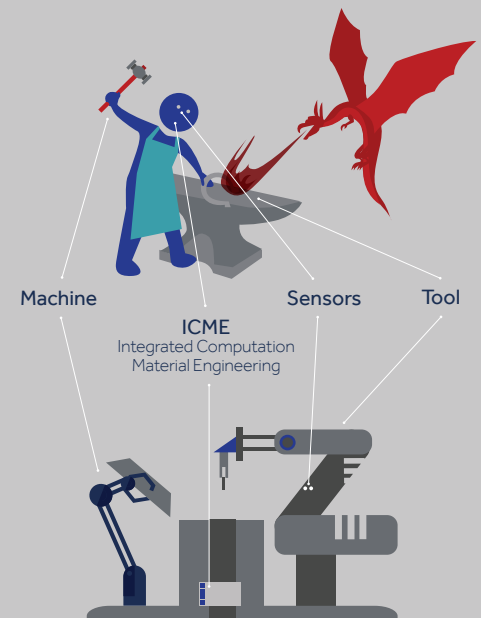 Machine
Sensors
Tool
ICME
Integrated Computation
Material Engineering